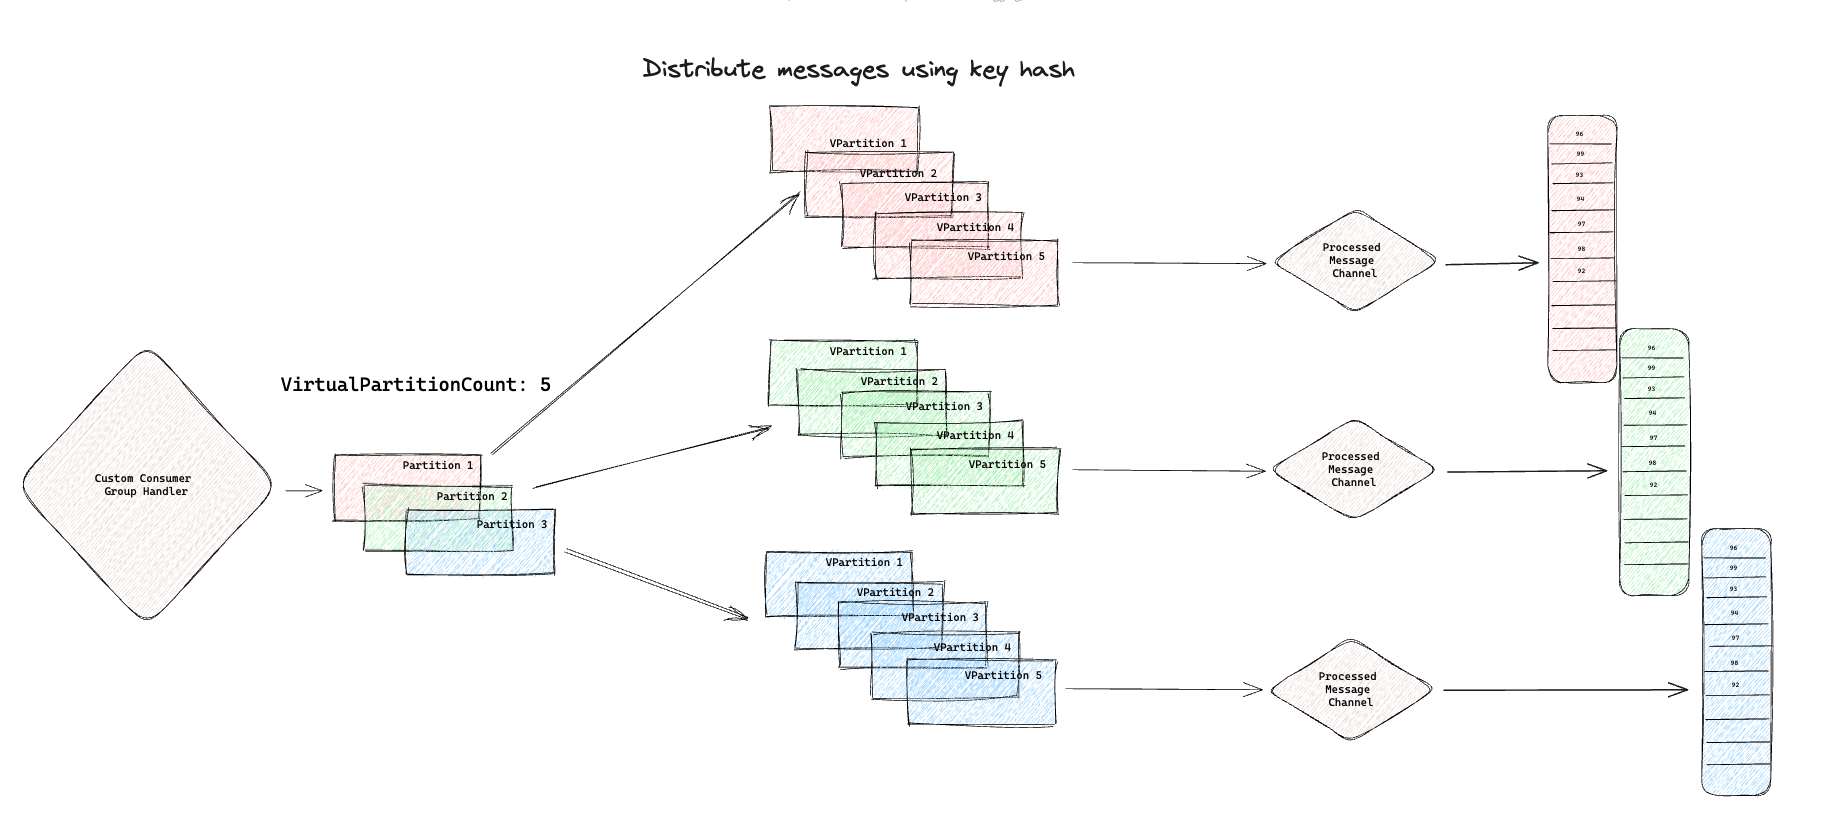 Distribute messages using key hash
VPartition 1
VPartition 2
VPartition 3
VPartition 4
VPartition 5
Processed
Message
Channel
96
99
93
94
97
98
92
VirtualPartitionCount: 5
Custom Consumer
Group Handler
Partition 1
Partition 2
Partition 3
VPartition 1
VPartition 2
VPartition 3
VPartition 4
VPartition 5
Processed
Message
Channel
96
99
93
94
97
98
92
VPartition 1
VPartition 2
VPartition 3
VPartition 4
VPartition 5
Processed
Message
Channel
96
99
93
94
97
98
92